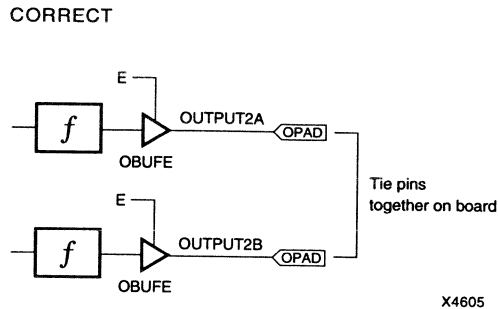 CORRECT
E
f
OUTPUT2A
OPAD
OBUFE
Tie pins
together on board
E
f
OUTPUT2B
OPAD
OBUFE
X4605